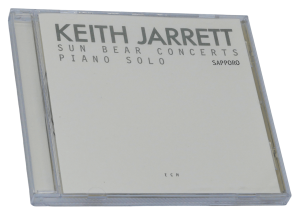 KEITH JARRETT
SUN BEAR CONCERTS
PIANO SOLO SAPPORO
ECM